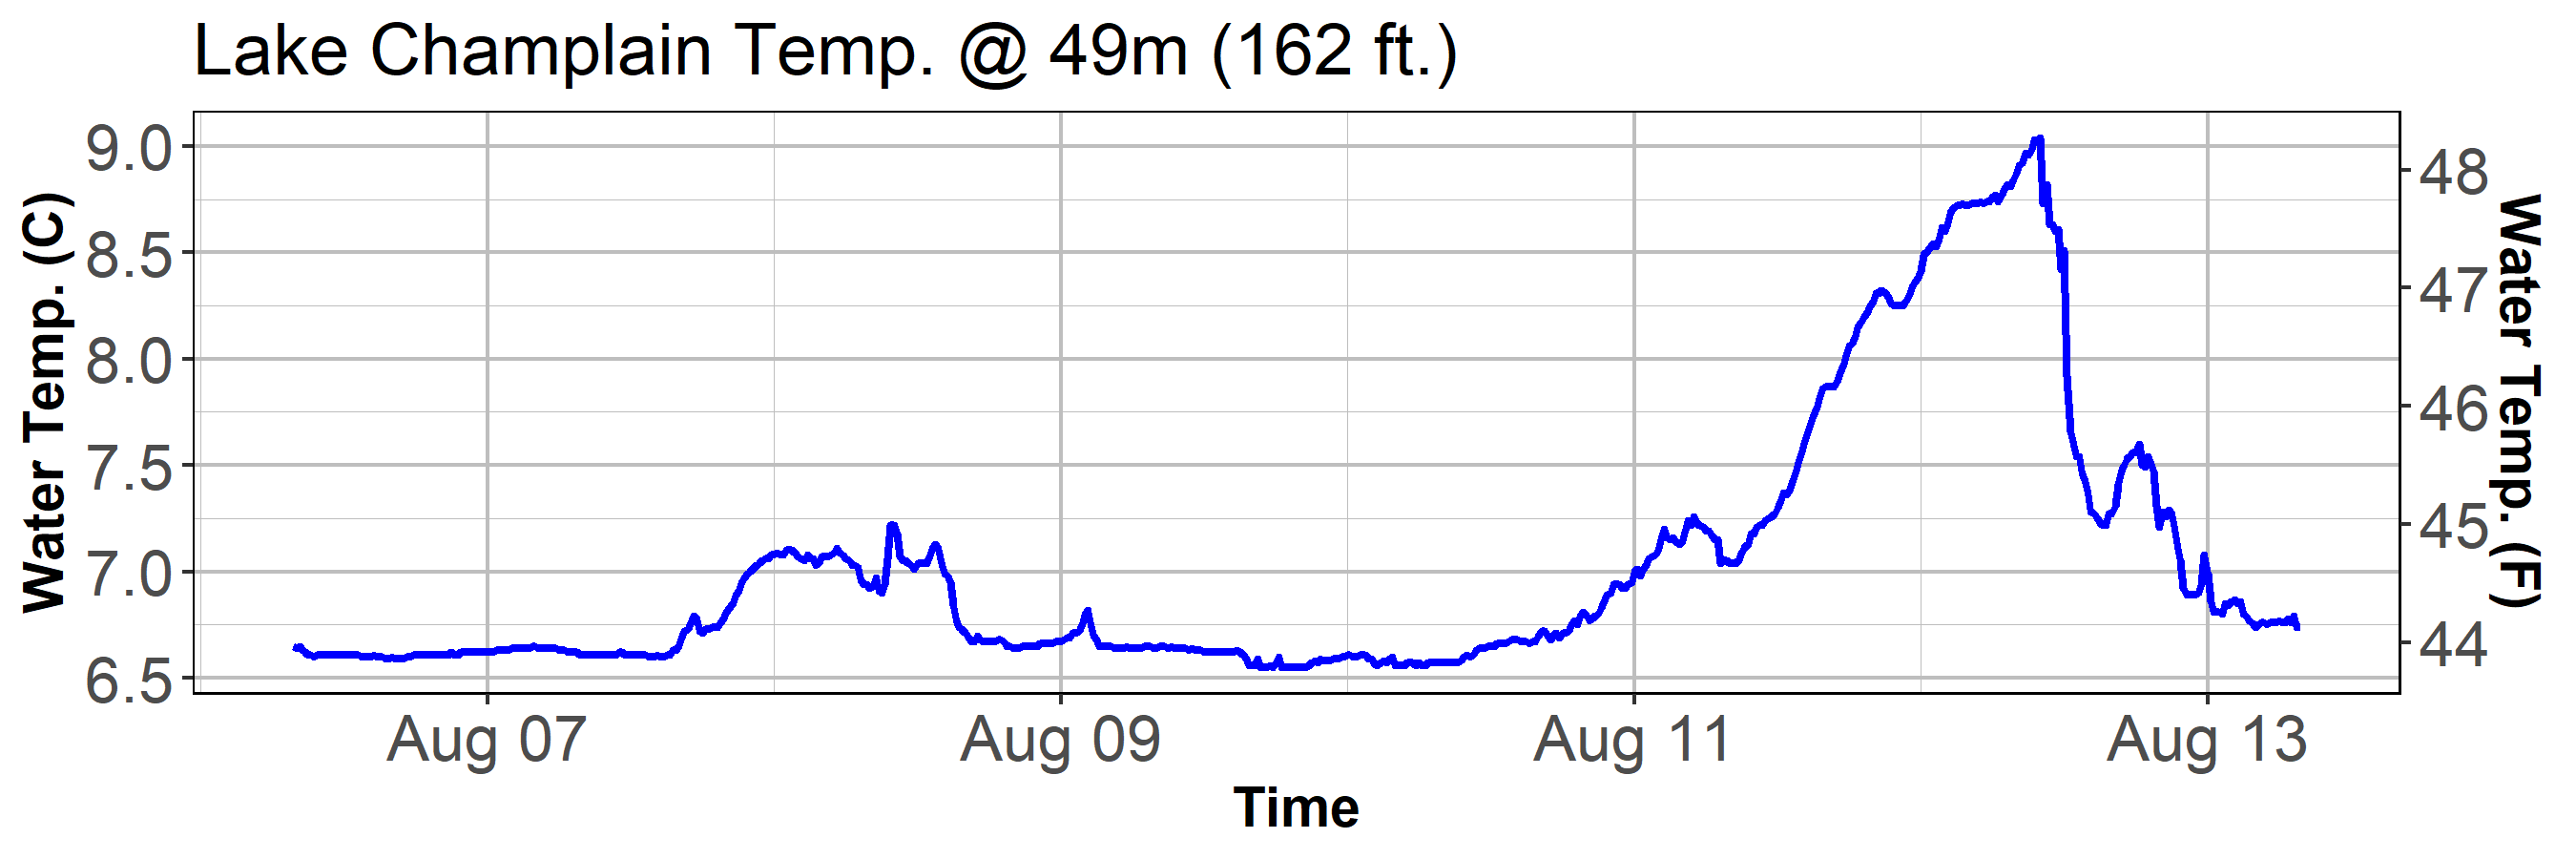 Lake Champlain Temp. @ 49m (162 ft.)
Water Temp. (C)
9.0
8.5
8.0
7.5
7.0
6.5
48
47
46
45
44
Water Temp. (F)
Aug 07 Aug 09 Aug 11 Aug 13
Time